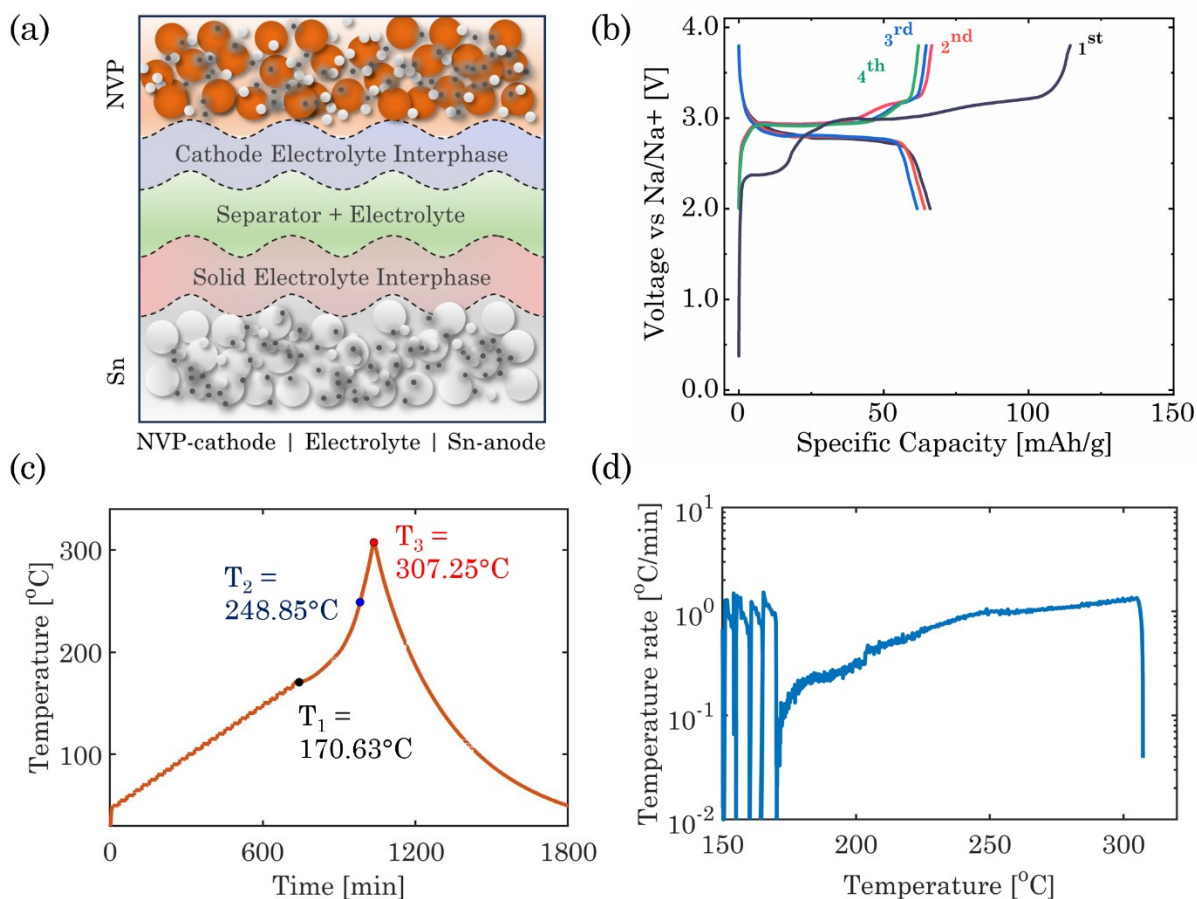 (a)
NVP
Cathode Electrolyte Interphase
Separator + Electrolyte
Solid Electrolyte Interphase
Sn
NVP-cathode | Electrolyte | Sn-anode
(b)
Voltage vs Na/Na+ [V]
4.0
3.0
2.0
1.0
0.0
3rd
2nd
1st
4th
0
50
100
150
Specific Capacity [mAh/g]
(c)
Temperature [°C]
300
200
100
T2 =
248.85°C
T3 =
307.25°C
T1 =
170.63°C
0
600
1200
1800
Time [min]
(d)
Temperature rate [°C/min]
10^1
10^0
10^-1
10^-2
150
200
250
300
Temperature [°C]